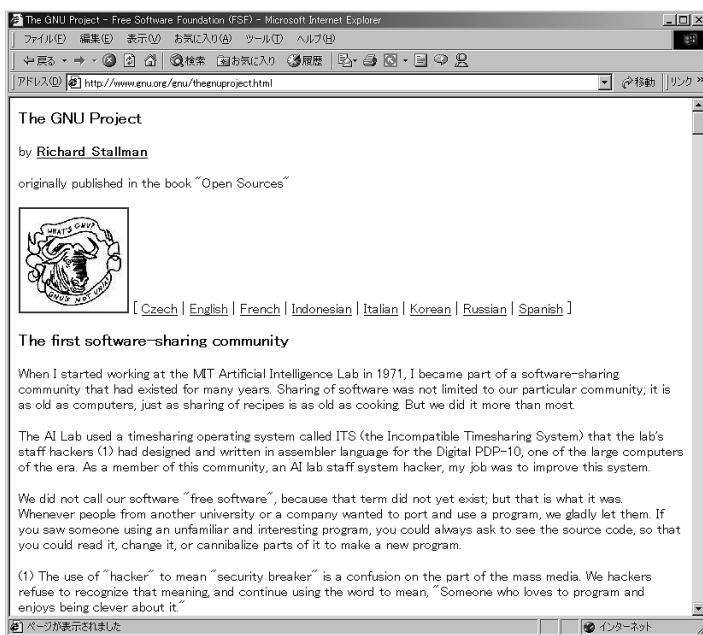 The GNU Project - Free Software Foundation (FSF) - Microsoft Internet Explorer
ファイル(F) 編集(E) 表示(V) お気に入り(A) ツール(T) ヘルプ(H)
戻る 検索 お気に入り 履歴
アドレス(D) http://www.gnu.org/gnu/thegnuproject.html 移動 リンク »
The GNU Project
by Richard Stallman
originally published in the book "Open Sources"
WHAT'S GNU?
GNU'S NOT UNIX!
[ Czech | English | French | Indonesian | Italian | Korean | Russian | Spanish ]
The first software-sharing community
When I started working at the MIT Artificial Intelligence Lab in 1971, I became part of a software-sharing
community that had existed for many years. Sharing of software was not limited to our particular community; it is
as old as computers, just as sharing of recipes is as old as cooking. But we did it more than most.
The AI Lab used a timesharing operating system called ITS (the Incompatible Timesharing System) that the lab's
staff hackers (1) had designed and written in assembler language for the Digital PDP-10, one of the large computers
of the era. As a member of this community, an AI lab staff system hacker, my job was to improve this system.
We did not call our software "free software", because that term did not yet exist; but that is what it was.
Whenever people from another university or a company wanted to port and use a program, we gladly let them. If
you saw someone using an unfamiliar and interesting program, you could always ask to see the source code, so that
you could read it, change it, or cannibalize parts of it to make a new program.
(1) The use of "hacker" to mean "security breaker" is a confusion on the part of the mass media. We hackers
refuse to recognize that meaning, and continue using the word to mean, "Someone who loves to program and
enjoys being clever about it."
ページが表示されました インターネット